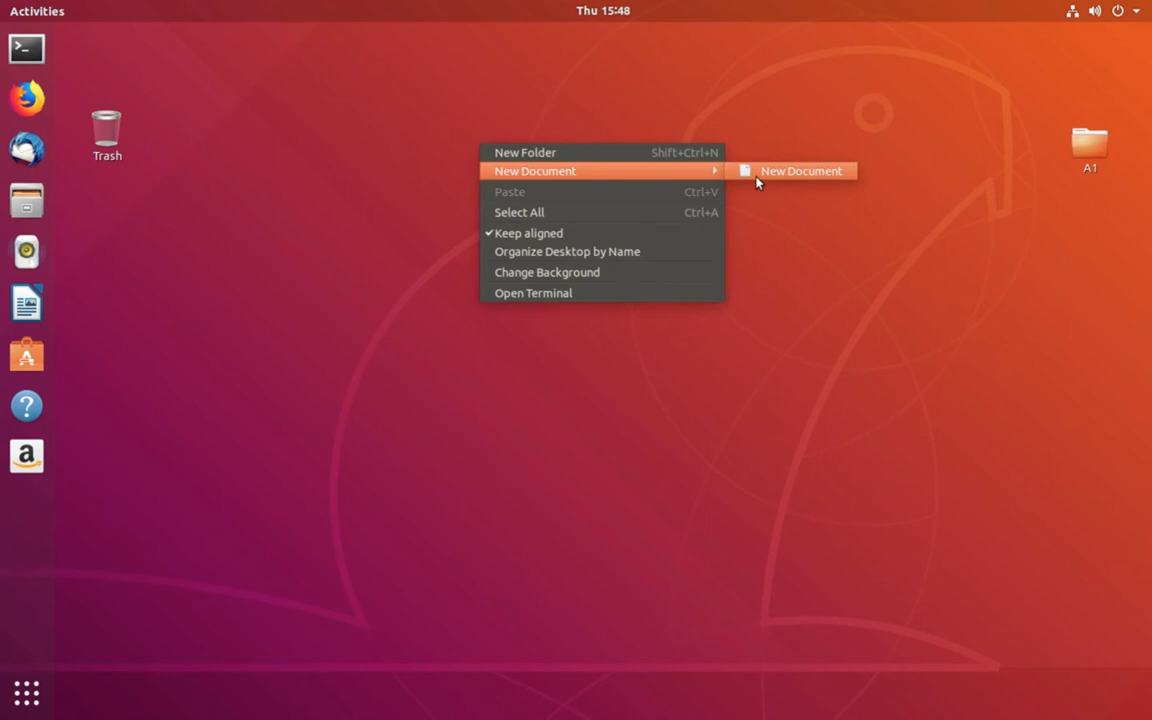 Activities
Thu 15:48
Trash
A1
New Folder Shift+Ctrl+N
New Document
New Document
Paste Ctrl+V
Select All Ctrl+A
Keep aligned
Organize Desktop by Name
Change Background
Open Terminal